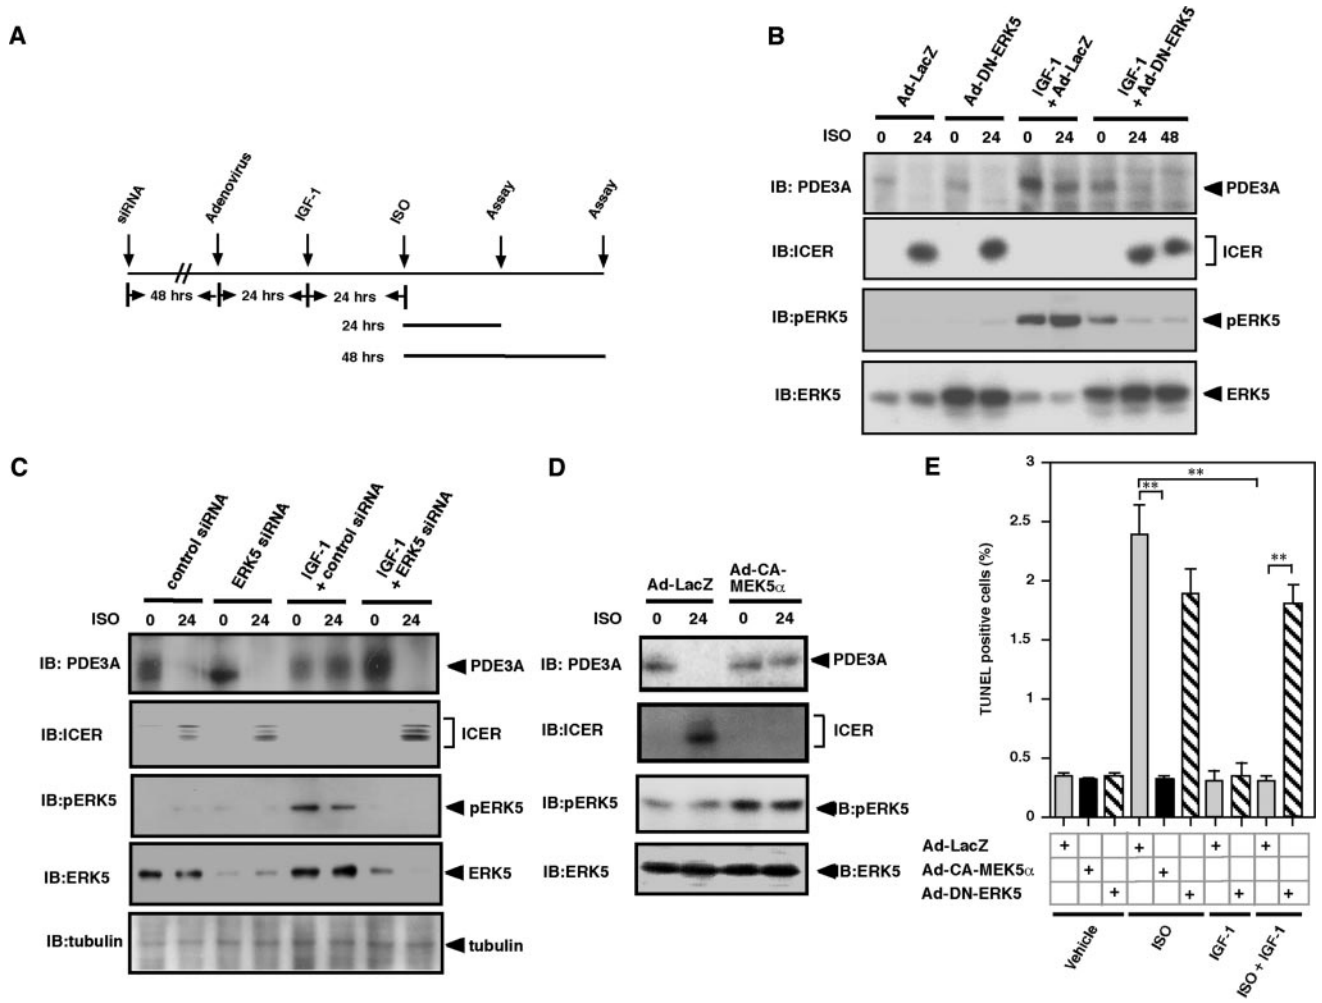 A
siRNA
Adenovirus
IGF-1
ISO
Assay
Assay
48 hrs
24 hrs
24 hrs
24 hrs
48 hrs
B
Ad-LacZ
Ad-DN-ERK5
IGF-1
+ Ad-LacZ
IGF-1
+ Ad-DN-ERK5
ISO 0 24 0 24 0 24 0 24 48
IB: PDE3A PDE3A
IB:ICER ICER
IB:pERK5 pERK5
IB:ERK5 ERK5
C
control siRNA
ERK5 siRNA
IGF-1
+ control siRNA
IGF-1
+ ERK5 siRNA
ISO 0 24 0 24 0 24 0 24
IB: PDE3A PDE3A
IB:ICER ICER
IB:pERK5 pERK5
IB:ERK5 ERK5
IB:tubulin tubulin
D
Ad-LacZ
Ad-CA-
MEK5α
ISO 0 24 0 24
IB: PDE3A PDE3A
IB:ICER ICER
IB:pERK5 B:pERK5
IB:ERK5 B:ERK5
E
TUNEL positive cells (%)
3
2.5
2
1.5
1
0.5
0
**
**
**
Ad-LacZ + + + +
Ad-CA-MEK5α + +
Ad-DN-ERK5 + + + +
Vehicle
ISO
IGF-1
ISO + IGF-1